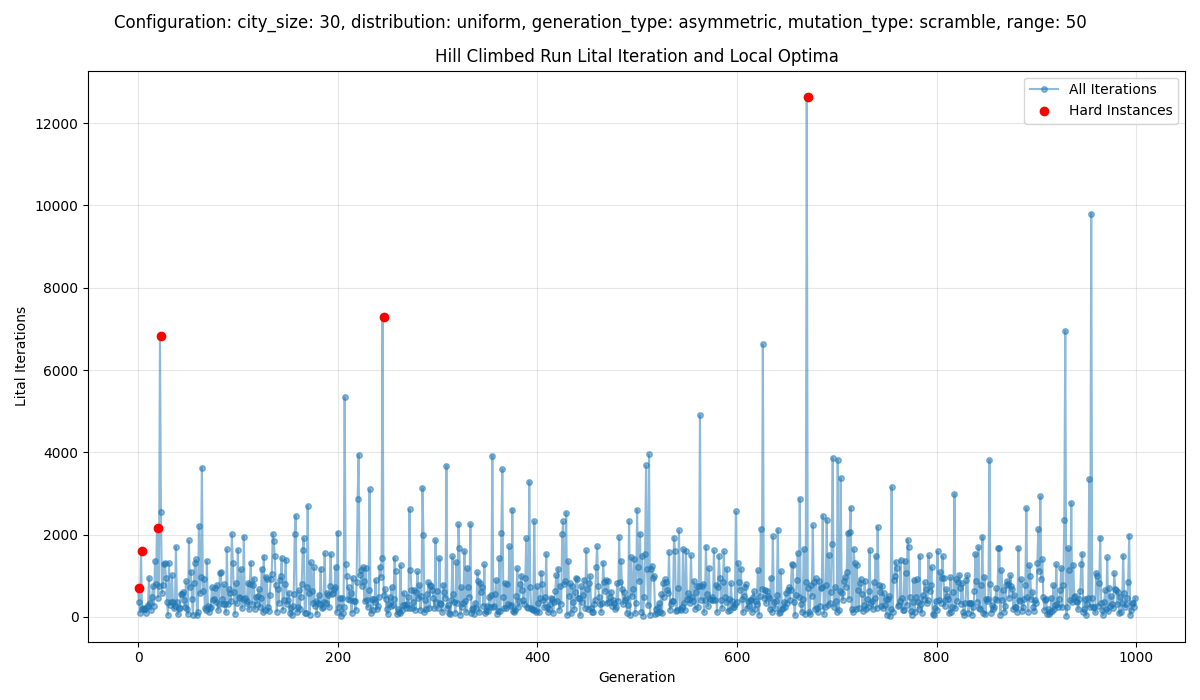 Configuration: city_size: 30, distribution: uniform, generation_type: asymmetric, mutation_type: scramble, range: 50
Hill Climbed Run Lital Iteration and Local Optima
All Iterations
Hard Instances
Lital Iterations
12000
10000
8000
6000
4000
2000
0
0 200 400 600 800 1000
Generation